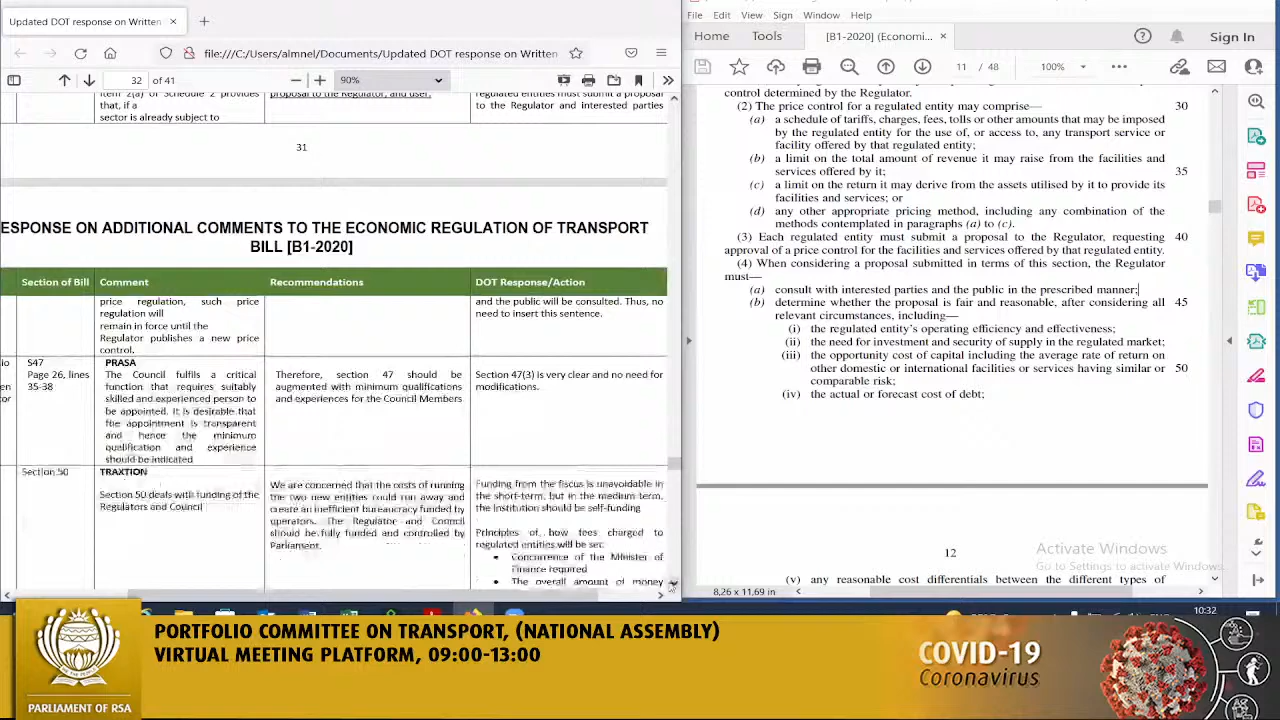 Updated DOT response on Written
file:///C:/Users/almnel/Documents/Updated DOT response on Written
32 of 41
90%
Item 2(a) of Schedule 2 provides
that, if a
sector is already subject to
proposal to the Regulator, and user.
regulated entities must submit a proposal
to the Regulator and interested parties
31
ESPONSE ON ADDITIONAL COMMENTS TO THE ECONOMIC REGULATION OF TRANSPORT
BILL [B1-2020]
Section of Bill
Comment
Recommendations
DOT Response/Action
price regulation, such price
regulation will
remain in force until the
Regulator publishes a new price
control.
and the public will be consulted. Thus, no
need to insert this sentence.
io
en
or
S47
Page 26, lines
35-38
PRASA
The Council fulfils a critical
function that requires suitably
skilled and experienced person to
be appointed. It is desirable that
the appointment is transparent
and hence the minimum
qualification and experience
should be indicated
Therefore, section 47 should be
augmented with minimum qualifications
and experiences for the Council Members
Section 47(3) is very clear and no need for
modifications.
Section 50
TRAXTION
Section 50 deals with funding of the
Regulators and Council
We are concerned that the costs of running
the two new entities could run away and
create an inefficient bureaucracy funded by
operators. The Regulator and Council
should be fully funded and controlled by
Parliament.
Funding from the fiscus is unavoidable in
the short-term, but in the medium term,
the Institution should be self-funding
Principles of how fees charged to
regulated entities will be set:
• Concurrence of the Minister of
Finance required
• The overall amount of money
File Edit View Sign Window Help
Home Tools [B1-2020] (Economi... Sign In
11 / 48
100%
control determined by the Regulator.
(2) The price control for a regulated entity may comprise— 30
(a) a schedule of tariffs, charges, fees, tolls or other amounts that may be imposed
by the regulated entity for the use of, or access to, any transport service or
facility offered by that regulated entity;
(b) a limit on the total amount of revenue it may raise from the facilities and
services offered by it; 35
(c) a limit on the return it may derive from the assets utilised by it to provide its
facilities and services; or
(d) any other appropriate pricing method, including any combination of the
methods contemplated in paragraphs (a) to (c).
(3) Each regulated entity must submit a proposal to the Regulator, requesting 40
approval of a price control for the facilities and services offered by that regulated entity.
(4) When considering a proposal submitted in terms of this section, the Regulator
must—
(a) consult with interested parties and the public in the prescribed manner;
(b) determine whether the proposal is fair and reasonable, after considering all 45
relevant circumstances, including—
(i) the regulated entity's operating efficiency and effectiveness;
(ii) the need for investment and security of supply in the regulated market;
(iii) the opportunity cost of capital including the average rate of return on
other domestic or international facilities or services having similar or 50
comparable risk;
(iv) the actual or forecast cost of debt;
12
Activate Windows
Go to Settings to activate Windows.
(v) any reasonable cost differentials between the different types of
8,26 x 11,69 in
10:32
PORTFOLIO COMMITTEE ON TRANSPORT, (NATIONAL ASSEMBLY)
VIRTUAL MEETING PLATFORM, 09:00-13:00
PARLIAMENT OF RSA
COVID-19
Coronavirus